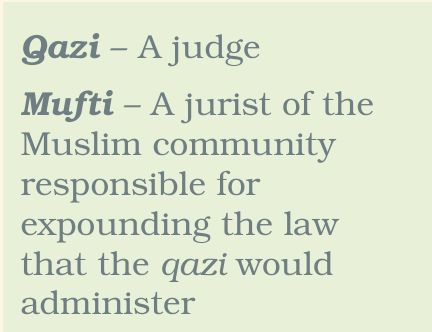 Qazi – A judge
Mufti – A jurist of the
Muslim community
responsible for
expounding the law
that the qazi would
administer